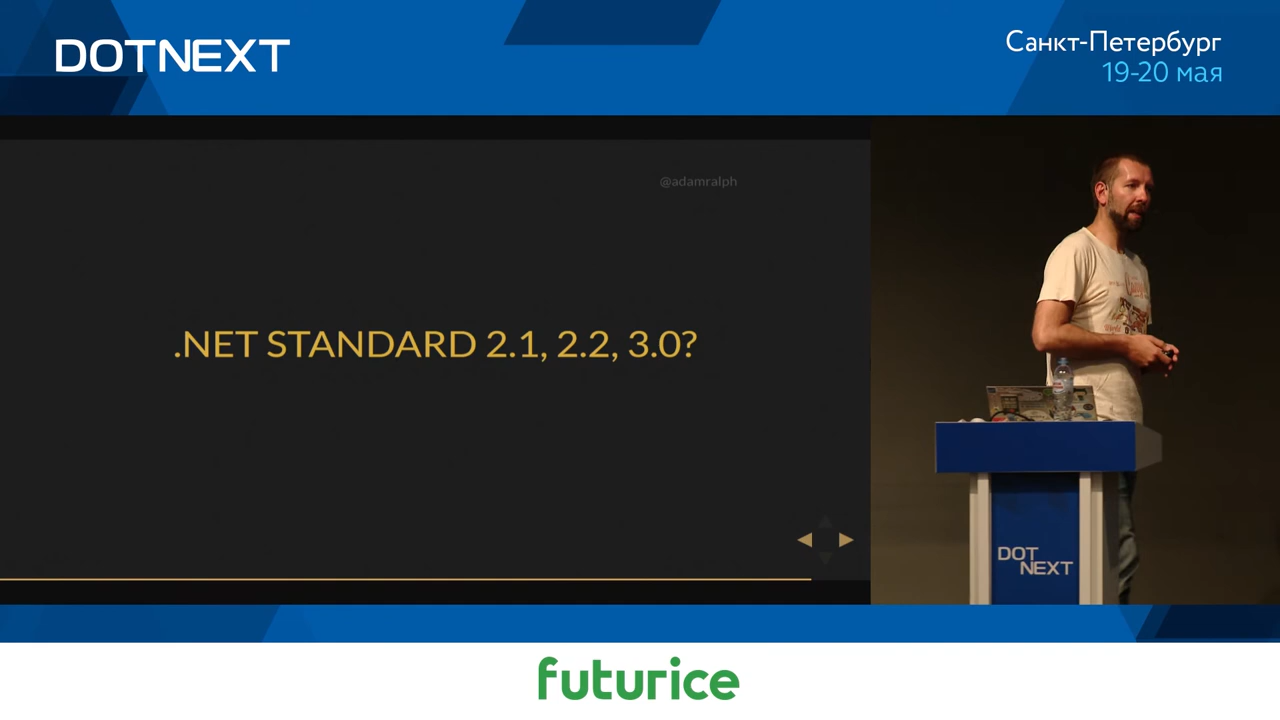 DOTNEXT
Санкт-Петербург
19-20 мая
@adamralph
.NET STANDARD 2.1, 2.2, 3.0?
DOT
NEXT
futurice